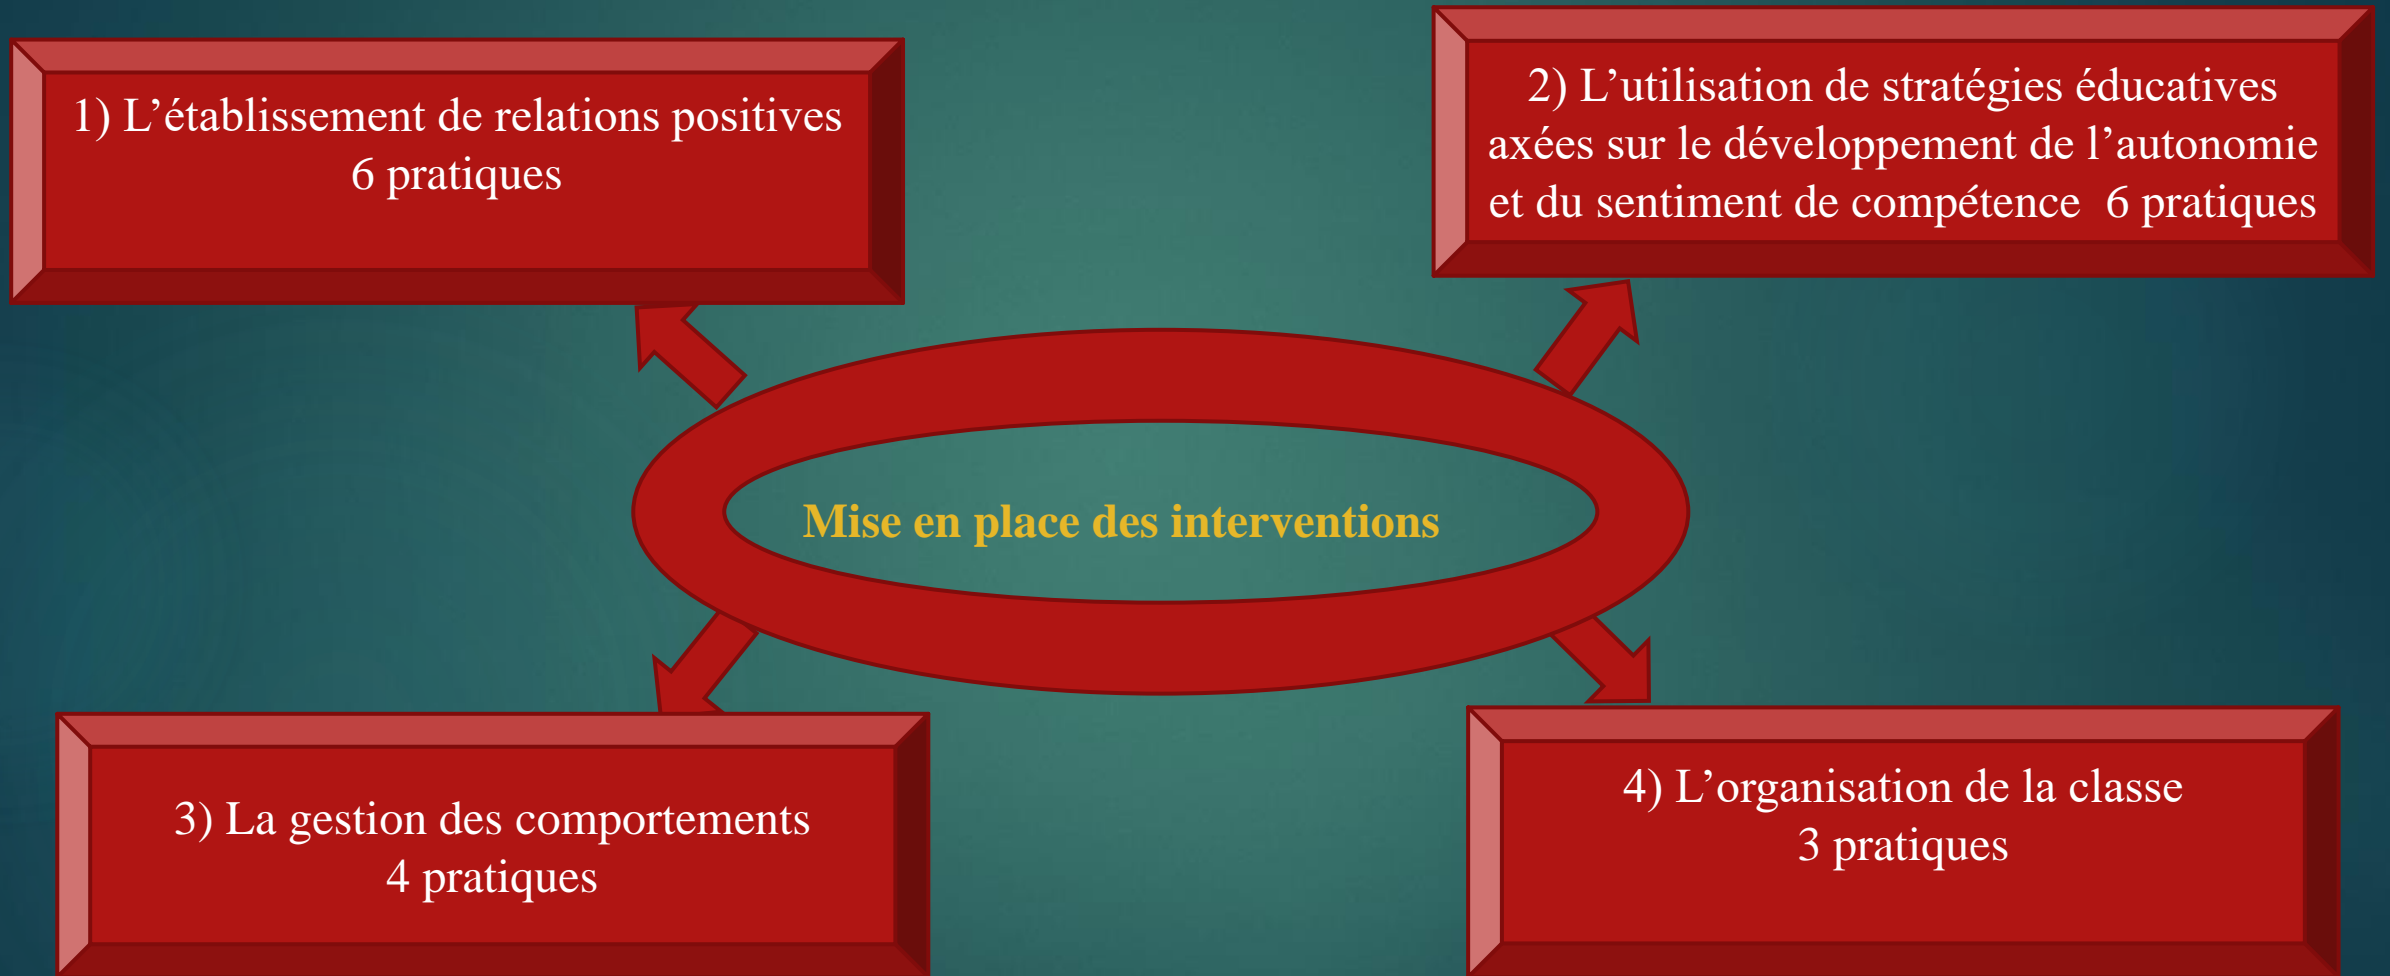 1) L’établissement de relations positives
6 pratiques
2) L’utilisation de stratégies éducatives
axées sur le développement de l’autonomie
et du sentiment de compétence  6 pratiques
Mise en place des interventions
3) La gestion des comportements
4 pratiques
4) L’organisation de la classe
3 pratiques